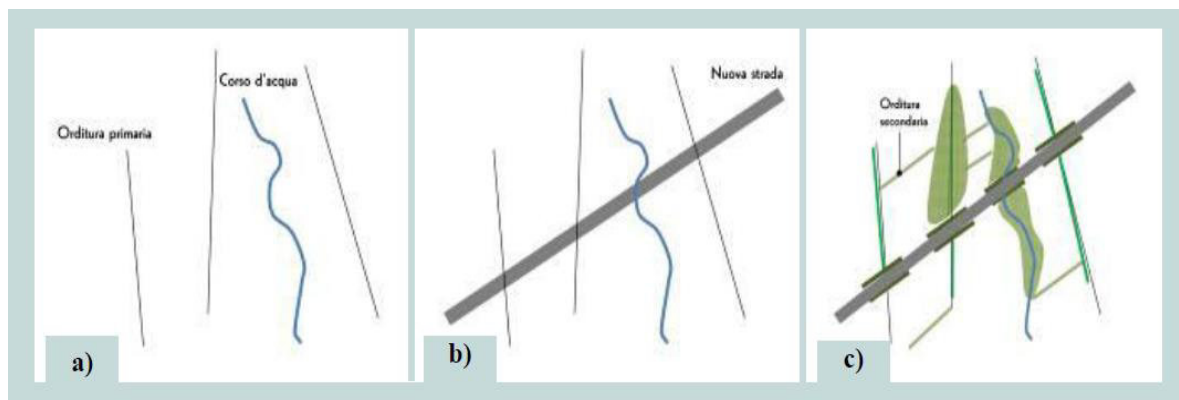 Corso d'acqua
Orditura primaria
a)
Nuova strada
b)
Orditura
secondaria
c)